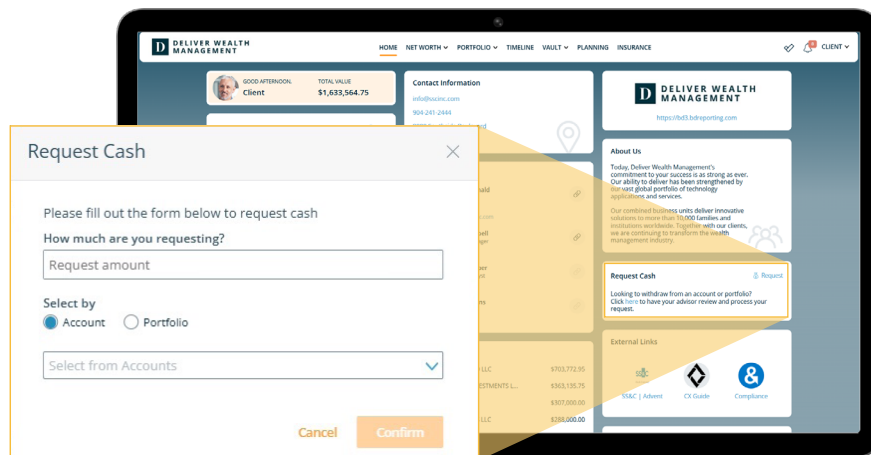 DELIVER WEALTH
MANAGEMENT
HOME NET WORTH PORTFOLIO TIMELINE VAULT PLANNING INSURANCE
CLIENT
GOOD AFTERNOON,
Client
TOTAL VALUE
$1,633,564.75
Contact Information
info@sscinc.com
904-241-2444
DELIVER WEALTH
MANAGEMENT
https://bd3.bdreporting.com
About Us
Today, Deliver Wealth Management's
commitment to your success is as strong as ever.
Our ability to deliver has been strengthened by
our vast global portfolio of technology
applications and services.
Our combined business units deliver innovative
solutions to more than 10,000 families and
institutions worldwide. Together with our clients,
we are continuing to transform the wealth
management industry.
Request Cash
Request
Looking to withdraw from an account or portfolio?
Click here to have your advisor review and process your
request.
External Links
SS&C | Advent
CX Guide
&
Compliance
LLC $703,772.95
ESTMENTS L... $363,135.75
$307,000.00
LLC $288,000.00
Request Cash
Please fill out the form below to request cash
How much are you requesting?
Request amount
Select by
Account Portfolio
Select from Accounts
Cancel Confirm